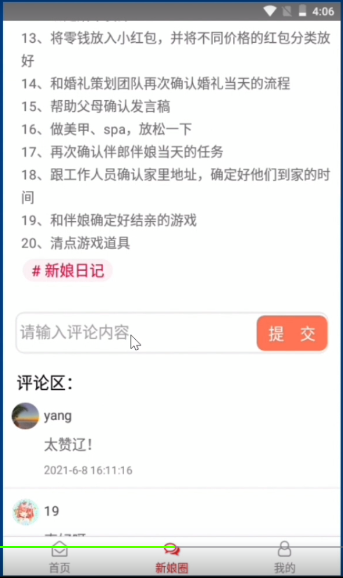 4:06
13、将零钱放入小红包，并将不同价格的红包分类放
好
14、和婚礼策划团队再次确认婚礼当天的流程
15、帮助父母确认发言稿
16、做美甲、spa，放松一下
17、再次确认伴郎伴娘当天的任务
18、跟工作人员确认家里地址，确定好他们到家的时
间
19、和伴娘确定好结亲的游戏
20、清点游戏道具
# 新娘日记
请输入评论内容 提 交
评论区：
yang
太赞辽！
2021-6-8 16:11:16
19
首页 新娘圈 我的